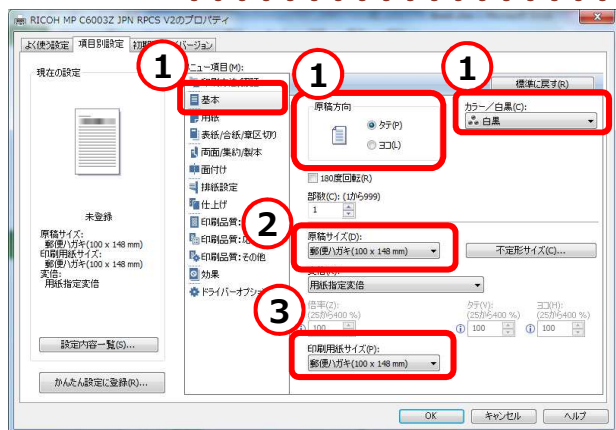 RICOH MP C6003Z JPN RPCS V2のプロパティ
よく使う設定 項目別設定 初期
バージョン
現在の設定
未登録
原稿サイズ:
郵便ハガキ(100 x 148 mm)
印刷用紙サイズ:
郵便ハガキ(100 x 148 mm)
変倍:
用紙指定変倍
設定内容一覧(S)...
かんたん設定に登録(R)...
メニュー項目(M):
1
基本
用紙
表紙/合紙/章区切り
両面/集約/製本
面付け
排紙設定
仕上げ
印刷品質:
印刷品質:
印刷品質:その他
効果
ドライバーオプション
標準に戻す(R)
1
原稿方向
タテ(P)
ヨコ(L)
1
カラー/白黒(C):
白黒
180度回転(R)
部数(C): (1から999)
1
2
原稿サイズ(D):
郵便ハガキ(100 x 148 mm)
不定形サイズ(C)...
用紙指定変倍
倍率(Z):
(25から400 %)
100
タテ(V):
(25から400 %)
100
ヨコ(H):
(25から400 %)
100
3
印刷用紙サイズ(P):
郵便ハガキ(100 x 148 mm)
OK キャンセル ヘルプ